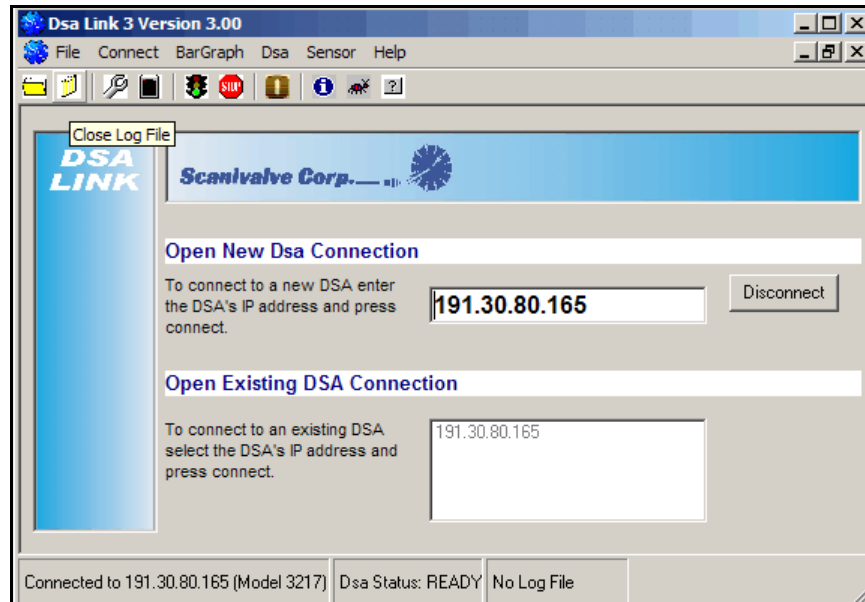 Dsa Link 3 Version 3.00
File Connect BarGraph Dsa Sensor Help
STOP
Close Log File
DSA
LINK
Scanivalve Corp.
Open New Dsa Connection
To connect to a new DSA enter
the DSA's IP address and press
connect.
191.30.80.165
Disconnect
Open Existing DSA Connection
To connect to an existing DSA
select the DSA's IP address and
press connect.
191.30.80.165
Connected to 191.30.80.165 (Model 3217)
Dsa Status: READY
No Log File